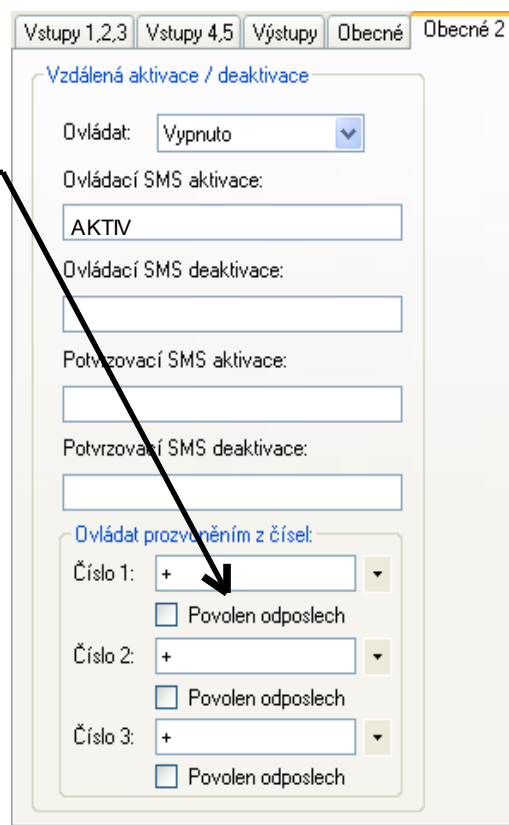 Vstupy 1,2,3 Vstupy 4,5 Výstupy Obecné Obecné 2
Vzdálená aktivace / deaktivace
Ovládat: Vypnuto
Ovládací SMS aktivace:
AKTIV
Ovládací SMS deaktivace:
Potvrzovací SMS aktivace:
Potvrzovací SMS deaktivace:
Ovládat prozvoněním z čísel:
Číslo 1: +
Povolen odposlech
Číslo 2: +
Povolen odposlech
Číslo 3: +
Povolen odposlech